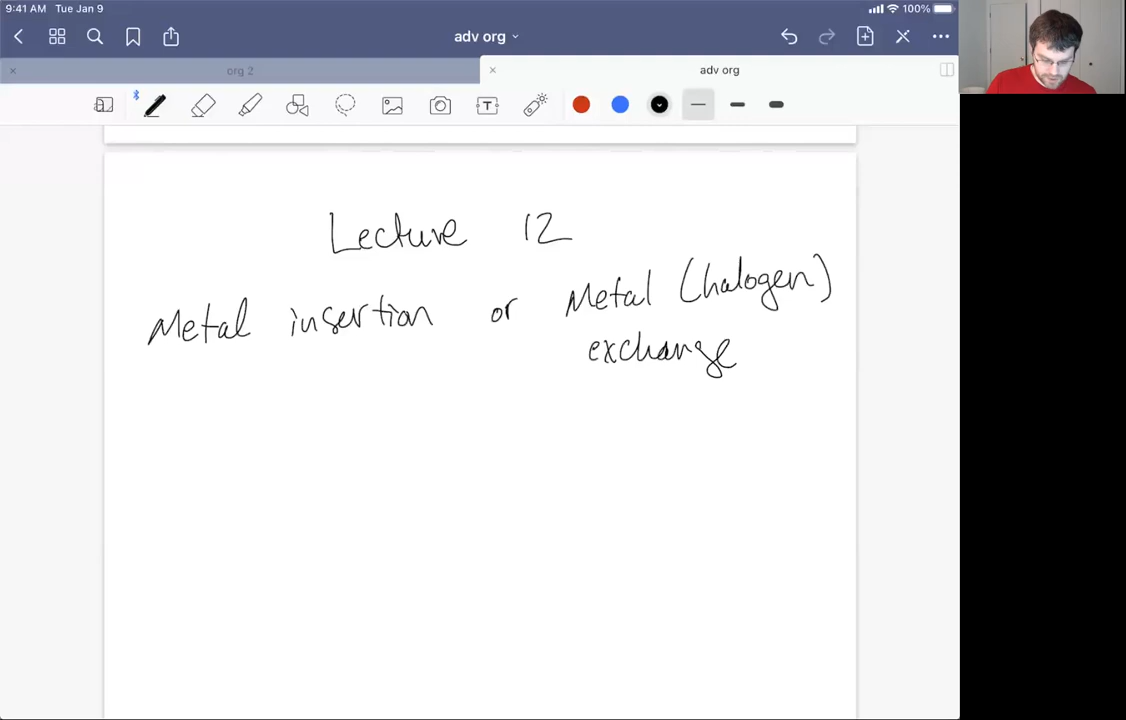 9:41 AM Tue Jan 9
100%
adv org
org 2
adv org
T
Lecture 12
Metal insertion or Metal (halogen)
exchange